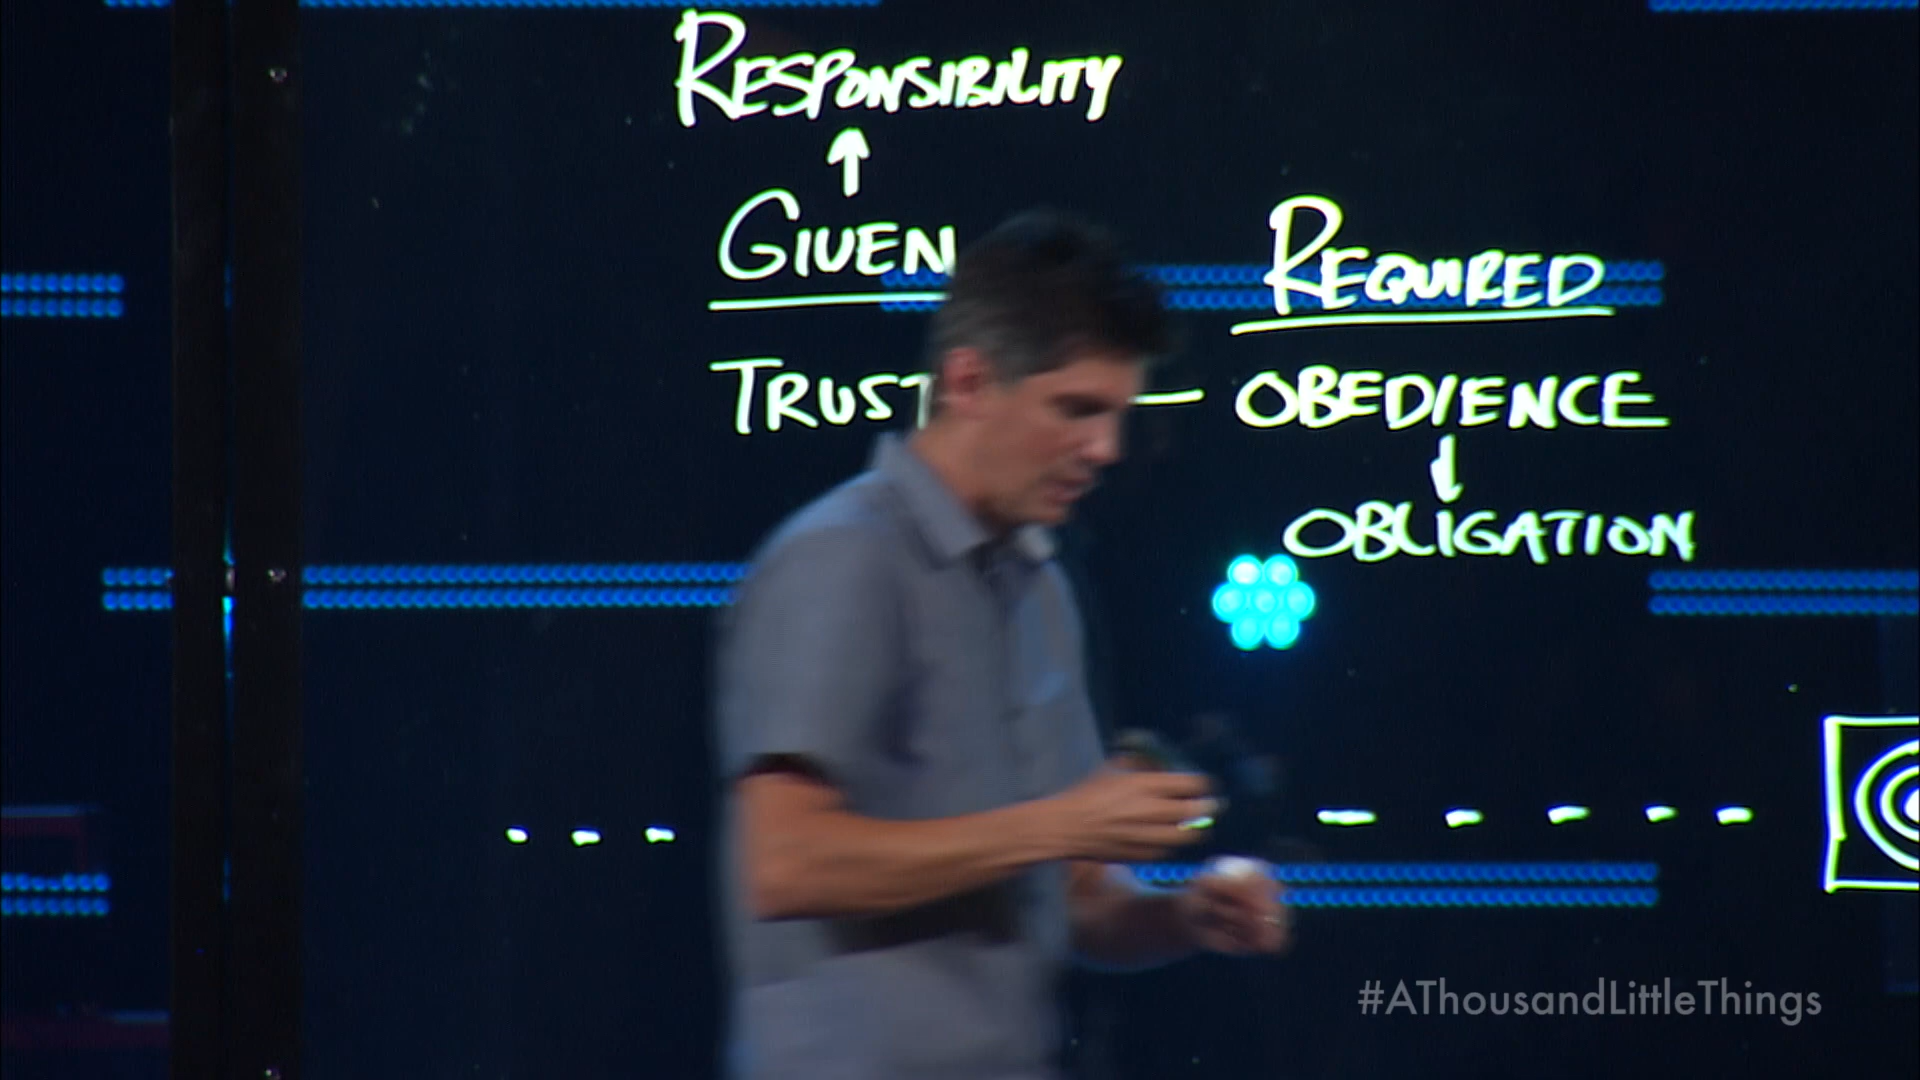 RESPONSIBILITY
GIVEN
REQUIRED
TRUST — OBEDIENCE
OBLIGATION
#AThousandLittleThings